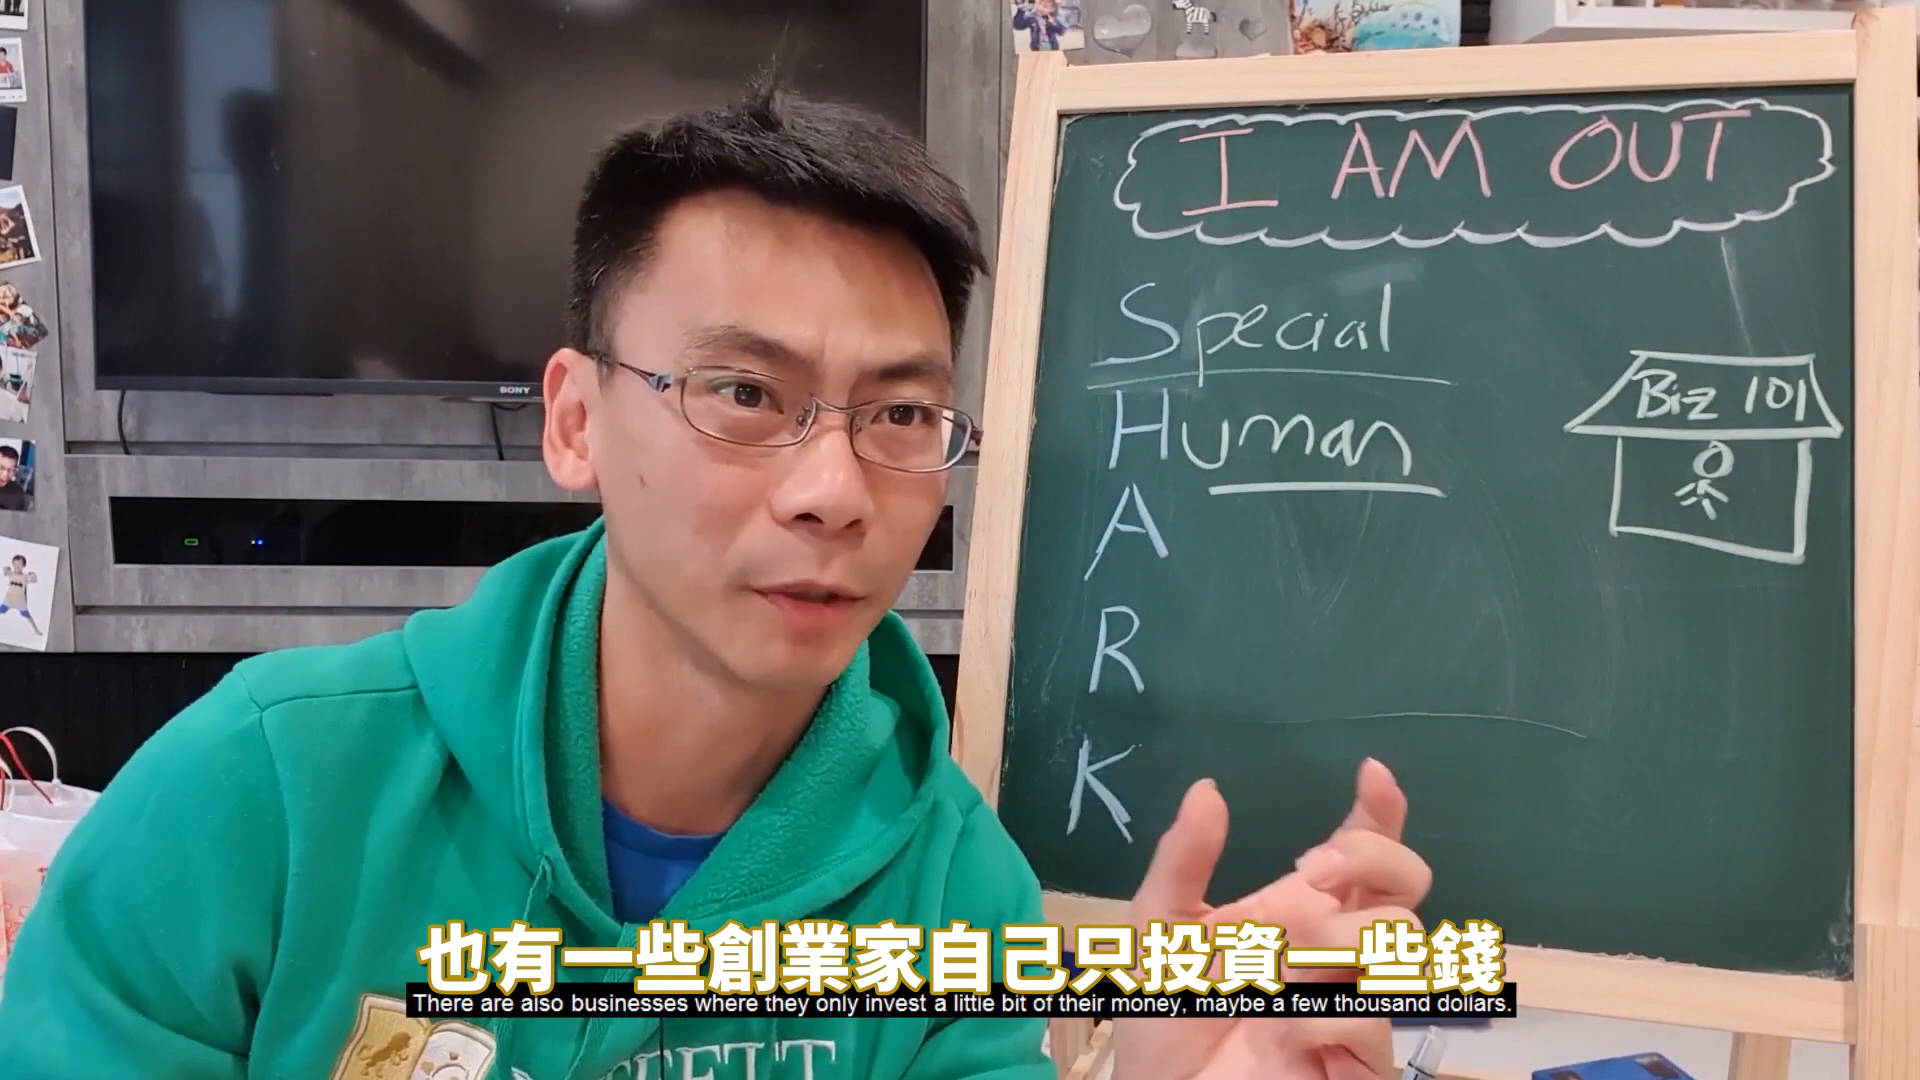 I AM OUT
Special
Human
A
R
K
Biz 101
SONY
也有一些創業家自己只投資一些錢
There are also businesses where they only invest a little bit of their money, maybe a few thousand dollars.